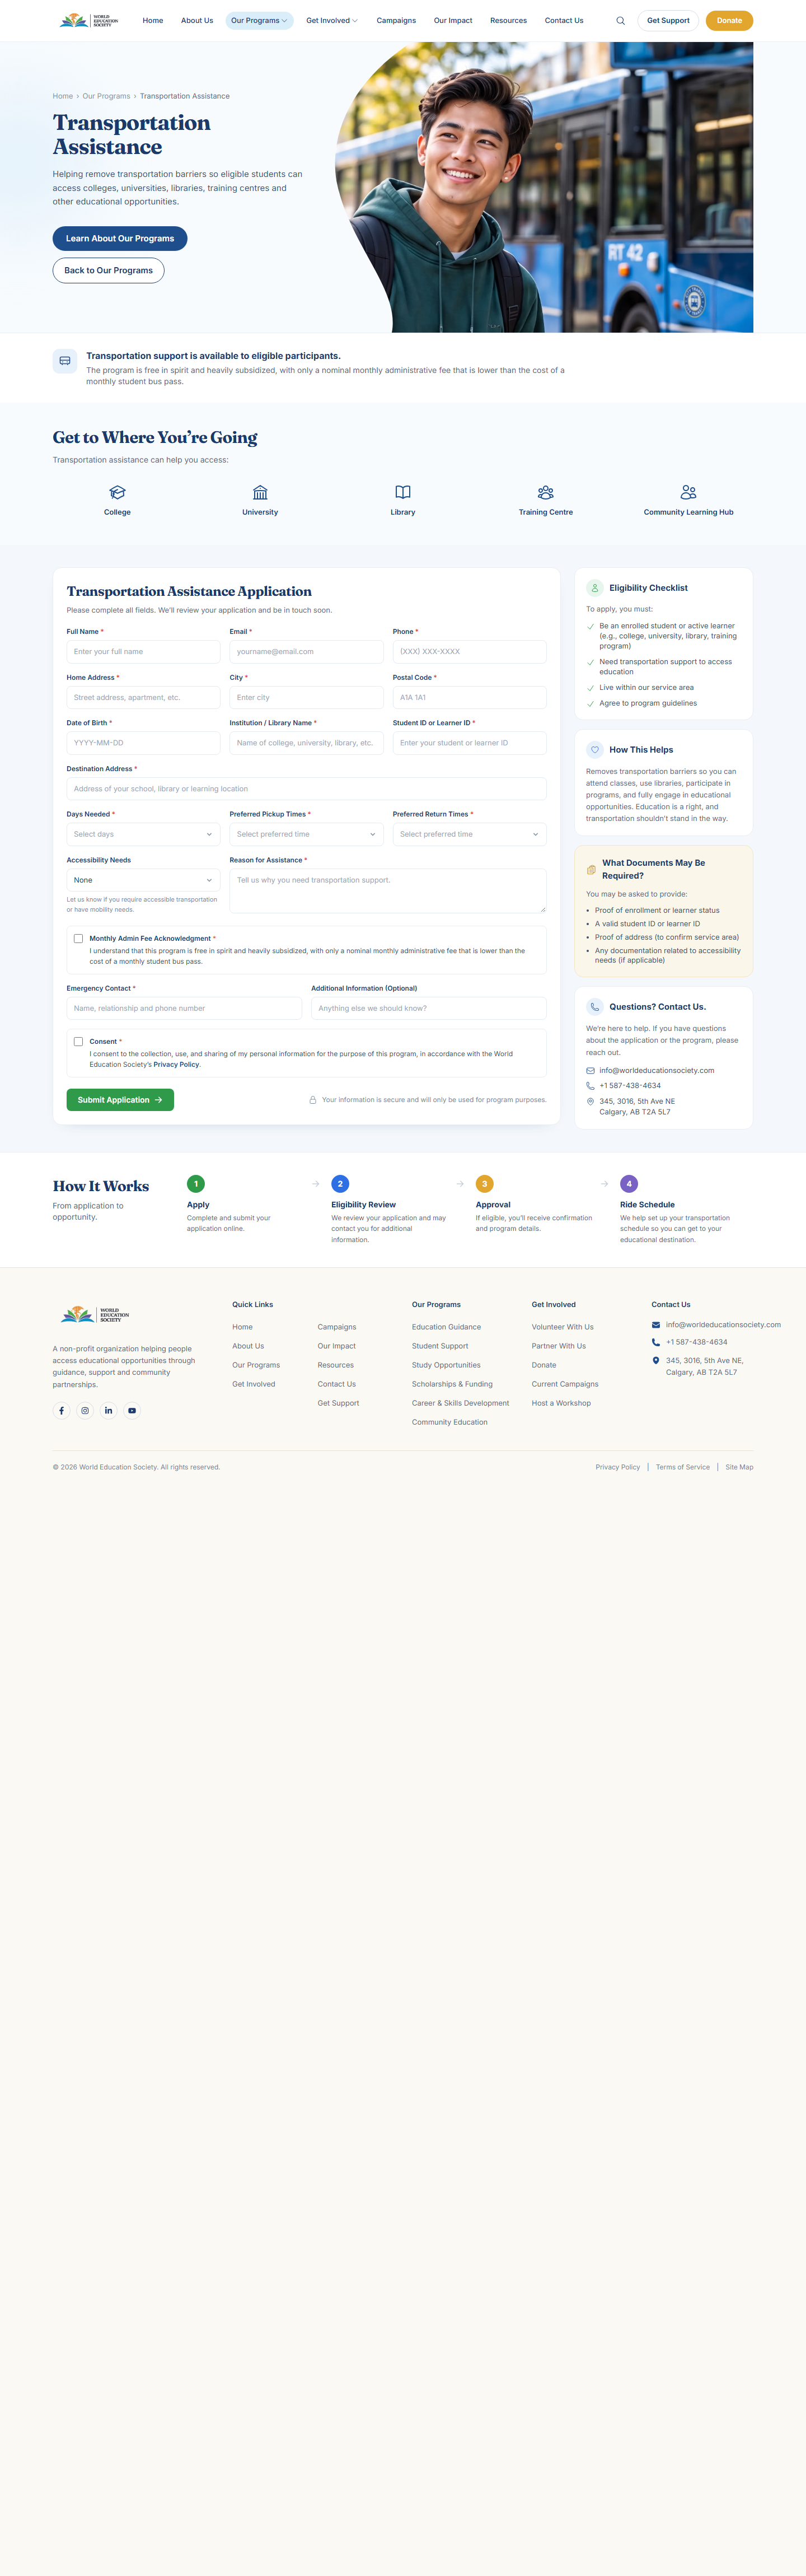 WORLD
EDUCATION
SOCIETY
Home
About Us
Our Programs
Get Involved
Campaigns
Our Impact
Resources
Contact Us
Get Support
Donate
Home › Our Programs › Transportation Assistance
Transportation
Assistance
Helping remove transportation barriers so eligible students can
access colleges, universities, libraries, training centres and
other educational opportunities.
Learn About Our Programs
Back to Our Programs
RT 42
Transportation support is available to eligible participants.
The program is free in spirit and heavily subsidized, with only a nominal monthly administrative fee that is lower than the cost of a
monthly student bus pass.
Get to Where You’re Going
Transportation assistance can help you access:
College
University
Library
Training Centre
Community Learning Hub
Transportation Assistance Application
Please complete all fields. We’ll review your application and be in touch soon.
Full Name *
Email *
Phone *
Enter your full name
yourname@email.com
(XXX) XXX-XXXX
Home Address *
City *
Postal Code *
Street address, apartment, etc.
Enter city
A1A 1A1
Date of Birth *
Institution / Library Name *
Student ID or Learner ID *
YYYY-MM-DD
Name of college, university, library, etc.
Enter your student or learner ID
Destination Address *
Address of your school, library or learning location
Days Needed *
Preferred Pickup Times *
Preferred Return Times *
Select days
Select preferred time
Select preferred time
Accessibility Needs
Reason for Assistance *
None
Tell us why you need transportation support.
Let us know if you require accessible transportation
or have mobility needs.
Monthly Admin Fee Acknowledgment *
I understand that this program is free in spirit and heavily subsidized, with only a nominal monthly administrative fee that is lower than the
cost of a monthly student bus pass.
Emergency Contact *
Additional Information (Optional)
Name, relationship and phone number
Anything else we should know?
Consent *
I consent to the collection, use, and sharing of my personal information for the purpose of this program, in accordance with the World
Education Society’s Privacy Policy.
Submit Application
Your information is secure and will only be used for program purposes.
Eligibility Checklist
To apply, you must:
Be an enrolled student or active learner
(e.g., college, university, library, training
program)
Need transportation support to access
education
Live within our service area
Agree to program guidelines
How This Helps
Removes transportation barriers so you can
attend classes, use libraries, participate in
programs, and fully engage in educational
opportunities. Education is a right, and
transportation shouldn’t stand in the way.
What Documents May Be
Required?
You may be asked to provide:
• Proof of enrollment or learner status
• A valid student ID or learner ID
• Proof of address (to confirm service area)
• Any documentation related to accessibility
needs (if applicable)
Questions? Contact Us.
We’re here to help. If you have questions
about the application or the program, please
reach out.
info@worldeducationsociety.com
+1 587-438-4634
345, 3016, 5th Ave NE
Calgary, AB T2A 5L7
How It Works
From application to
opportunity.
1
Apply
Complete and submit your
application online.
2
Eligibility Review
We review your application and may
contact you for additional
information.
3
Approval
If eligible, you’ll receive confirmation
and program details.
4
Ride Schedule
We help set up your transportation
schedule so you can get to your
educational destination.
WORLD
EDUCATION
SOCIETY
A non-profit organization helping people
access educational opportunities through
guidance, support and community
partnerships.
Quick Links
Home
About Us
Our Programs
Get Involved
Campaigns
Our Impact
Resources
Contact Us
Get Support
Our Programs
Education Guidance
Student Support
Study Opportunities
Scholarships & Funding
Career & Skills Development
Community Education
Get Involved
Volunteer With Us
Partner With Us
Donate
Current Campaigns
Host a Workshop
Contact Us
info@worldeducationsociety.com
+1 587-438-4634
345, 3016, 5th Ave NE,
Calgary, AB T2A 5L7
© 2026 World Education Society. All rights reserved.
Privacy Policy | Terms of Service | Site Map